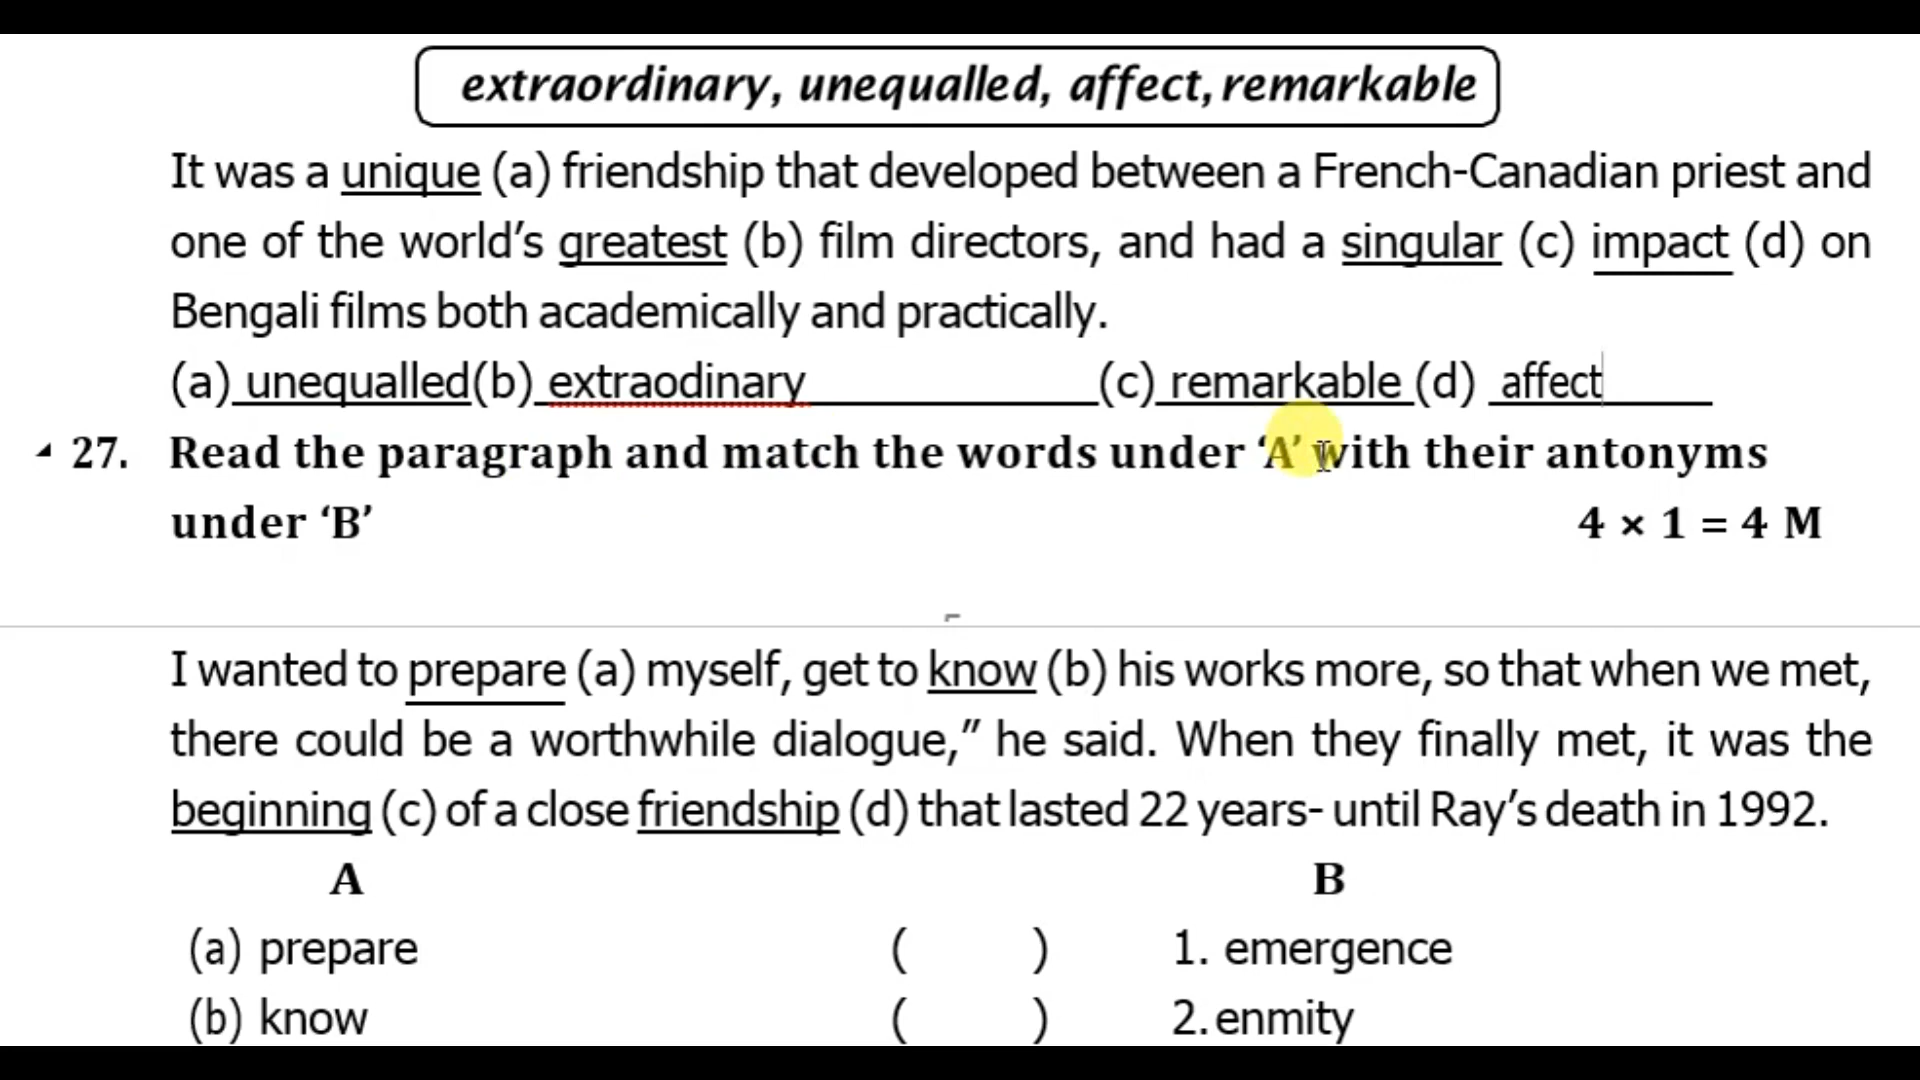 extraordinary, unequalled, affect, remarkable
It was a unique (a) friendship that developed between a French-Canadian priest and
one of the world's greatest (b) film directors, and had a singular (c) impact (d) on
Bengali films both academically and practically.
(a) unequalled(b) extraodinary (c) remarkable (d) affect
27. Read the paragraph and match the words under ‘A’ with their antonyms
under ‘B’ 4 × 1 = 4 M
I wanted to prepare (a) myself, get to know (b) his works more, so that when we met,
there could be a worthwhile dialogue,” he said. When they finally met, it was the
beginning (c) of a close friendship (d) that lasted 22 years- until Ray’s death in 1992.
A B
(a) prepare ( ) 1. emergence
(b) know ( ) 2. enmity